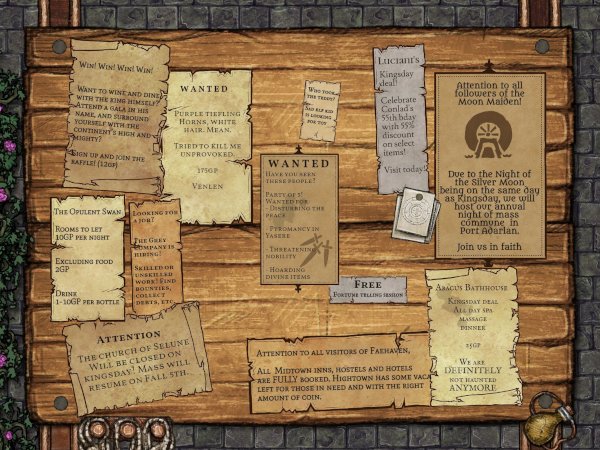 Win! Win! Win! Win!
Want to wine and dine
with the king himself?
Attend a gala in his
name, and surround
yourself with the
continent's high and
mighty?
Sign up and join the
raffle! (12gp)
WANTED
Purple tiefling
Horns, white
hair. Mean.
Tried to kill me
unprovoked.
175gp
Venlen
Who took
the teddy?
Sad elf kid
is looking
for toy
Luciani's
Kingsday
deal!
Celebrate
Conlad's
55th bday
with 55%
discount
on select
items!
Visit today!
Attention to all
followers of the
Moon Maiden!
Due to the Night of
the Silver Moon
being on the same day
as Kingsday, we will
host our annual
night of mass
commune in
Port Adarlan.
Join us in faith
WANTED
Have you seen
these people?
Party of 5!
Wanted for
-Disturbing the
peace
-Pyromancy in
Yasere
-Threatening
nobility
-Hoarding
divine items
The Opulent Swan
Rooms to let
10GP per night
Excluding food
2GP
Drink
1-10GP per bottle
Looking for
a job?
The Grey
Company is
hiring!
Skilled or
unskilled
work! Find
bounties,
collect
debts, etc.
Free
Fortune telling session
Abacus Bathhouse
Kingsday deal
All day spa
massage
dinner
25GP
We are
DEFINITELY
not haunted
ANYMORE
Attention
The church of Selune
Will be closed on
Kingsday! Mass will
resume on Fall 5th.
Attention to all visitors of Faehaven,
All Midtown inns, hostels and hotels
are FULLY booked. Hightown has some vaca
left for those in need and with the right
amount of coin.